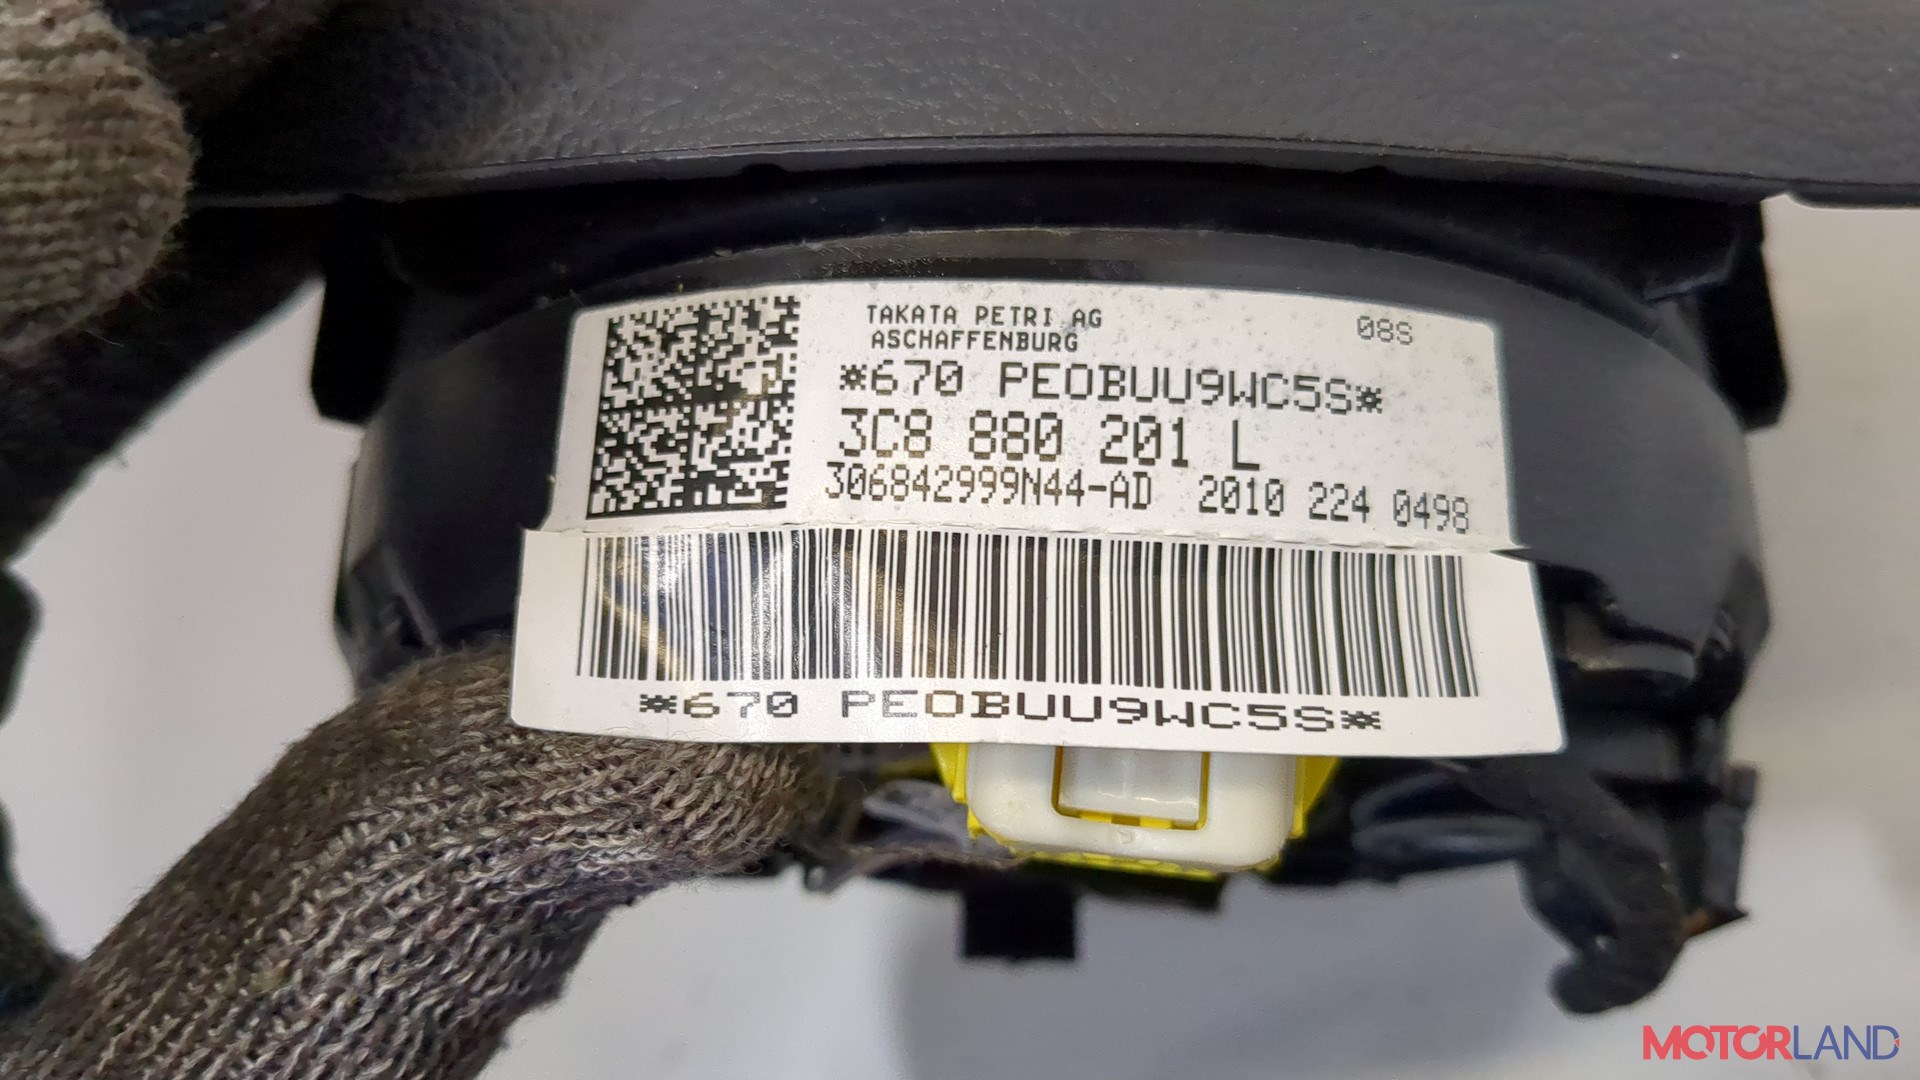 TAKATA PETRI AG
ASCHAFFENBURG
08S
*670 PEOBUU9WC5S*
3C8 880 201 L
306842999N44-AD 2010 224 0498
*670 PEOBUU9WC5S*
MOTORLAND